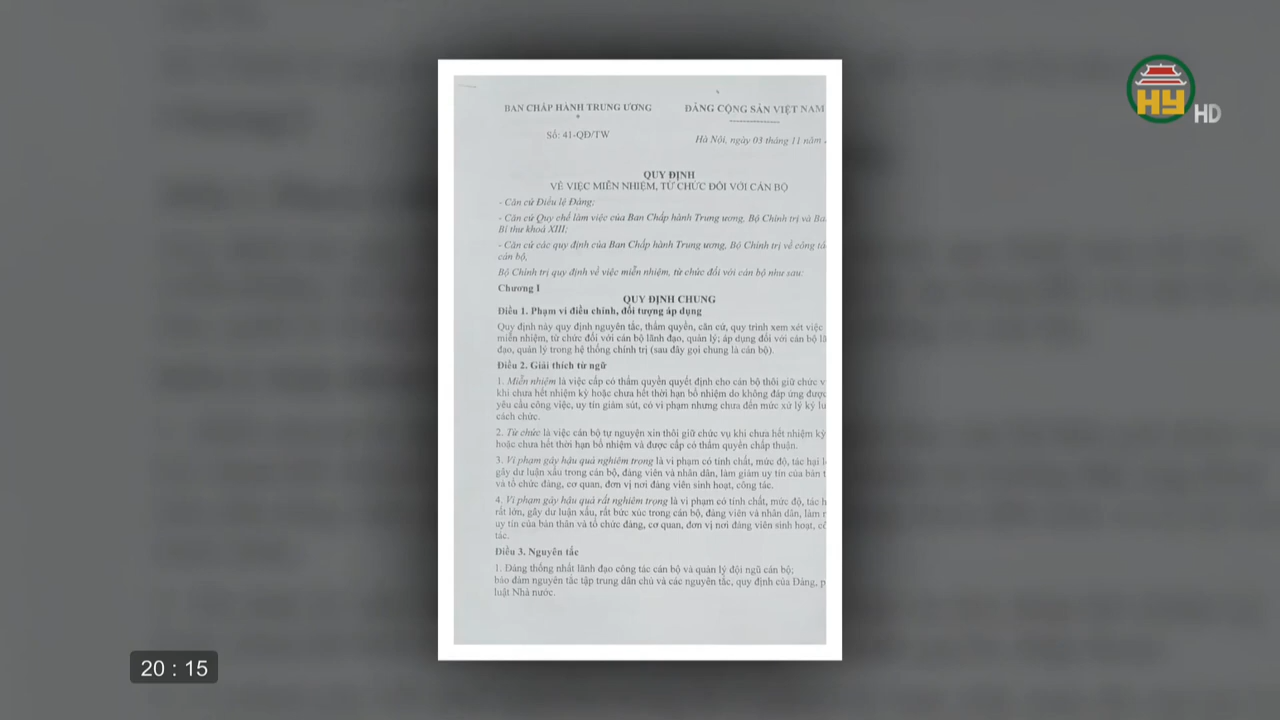 BAN CHẤP HÀNH TRUNG ƯƠNG
ĐẢNG CỘNG SẢN VIỆT NAM
Số: 41-QĐ/TW
Hà Nội, ngày 03 tháng 11 năm
QUY ĐỊNH
VỀ VIỆC MIỄN NHIỆM, TỪ CHỨC ĐỐI VỚI CÁN BỘ
- Căn cứ Điều lệ Đảng;
- Căn cứ Quy chế làm việc của Ban Chấp hành Trung ương, Bộ Chính trị và Ba
Bí thư khoá XIII;
- Căn cứ các quy định của Ban Chấp hành Trung ương, Bộ Chính trị về công tá
cán bộ,
Bộ Chính trị quy định về việc miễn nhiệm, từ chức đối với cán bộ như sau:
Chương I
QUY ĐỊNH CHUNG
Điều 1. Phạm vi điều chỉnh, đối tượng áp dụng
Quy định này quy định nguyên tắc, thẩm quyền, căn cứ, quy trình xem xét việc
miễn nhiệm, từ chức đối với cán bộ lãnh đạo, quản lý; áp dụng đối với cán bộ lã
đạo, quản lý trong hệ thống chính trị (sau đây gọi chung là cán bộ).
Điều 2. Giải thích từ ngữ
1. Miễn nhiệm là việc cấp có thẩm quyền quyết định cho cán bộ thôi giữ chức v
khi chưa hết nhiệm kỳ hoặc chưa hết thời hạn bổ nhiệm do không đáp ứng được
yêu cầu công việc, uy tín giảm sút, có vi phạm nhưng chưa đến mức xử lý kỷ lu
cách chức.
2. Từ chức là việc cán bộ tự nguyện xin thôi giữ chức vụ khi chưa hết nhiệm kỳ
hoặc chưa hết thời hạn bổ nhiệm và được cấp có thẩm quyền chấp thuận.
3. Vi phạm gây hậu quả nghiêm trọng là vi phạm có tính chất, mức độ, tác hại l
gây dư luận xấu trong cán bộ, đảng viên và nhân dân, làm giảm uy tín của bản t
và tổ chức đảng, cơ quan, đơn vị nơi đảng viên sinh hoạt, công tác.
4. Vi phạm gây hậu quả rất nghiêm trọng là vi phạm có tính chất, mức độ, tác h
rất lớn, gây dư luận xấu, rất bức xúc trong cán bộ, đảng viên và nhân dân, làm
uy tín của bản thân và tổ chức đảng, cơ quan, đơn vị nơi đảng viên sinh hoạt, cô
tác.
Điều 3. Nguyên tắc
1. Đảng thống nhất lãnh đạo công tác cán bộ và quản lý đội ngũ cán bộ;
bảo đảm nguyên tắc tập trung dân chủ và các nguyên tắc, quy định của Đảng, p
luật Nhà nước.
HY HD
20 : 15